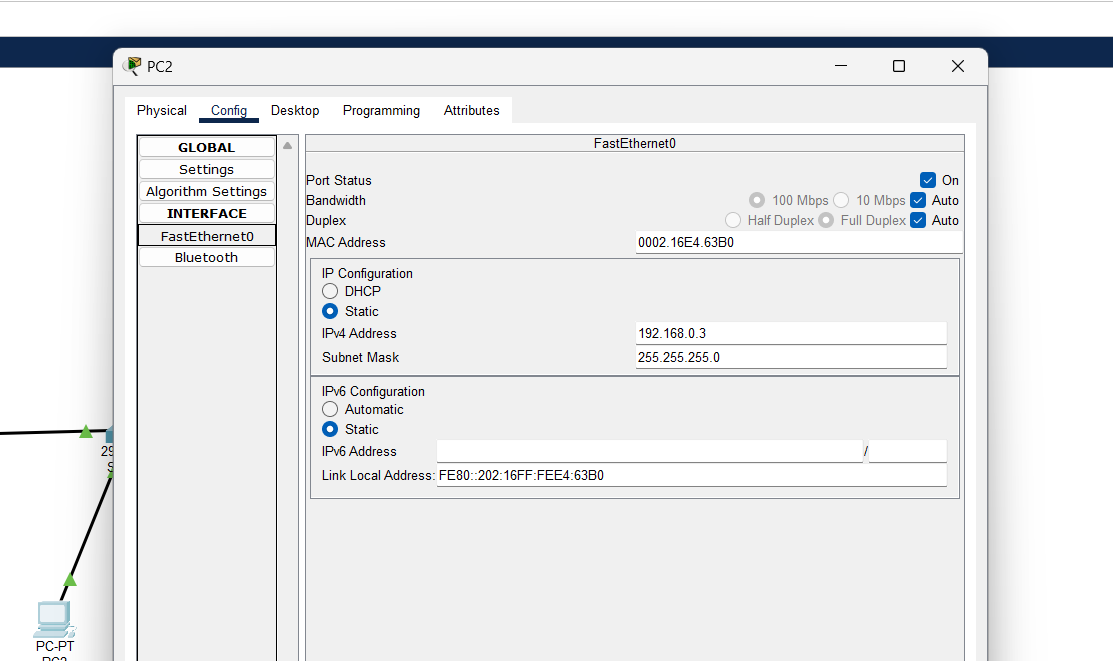 PC2
Physical Config Desktop Programming Attributes
GLOBAL
Settings
Algorithm Settings
INTERFACE
FastEthernet0
Bluetooth
FastEthernet0
Port Status On
Bandwidth 100 Mbps 10 Mbps Auto
Duplex Half Duplex Full Duplex Auto
MAC Address 0002.16E4.63B0
IP Configuration
DHCP
Static
IPv4 Address 192.168.0.3
Subnet Mask 255.255.255.0
IPv6 Configuration
Automatic
Static
IPv6 Address /
Link Local Address: FE80::202:16FF:FEE4:63B0
29
S
PC-PT
PC2